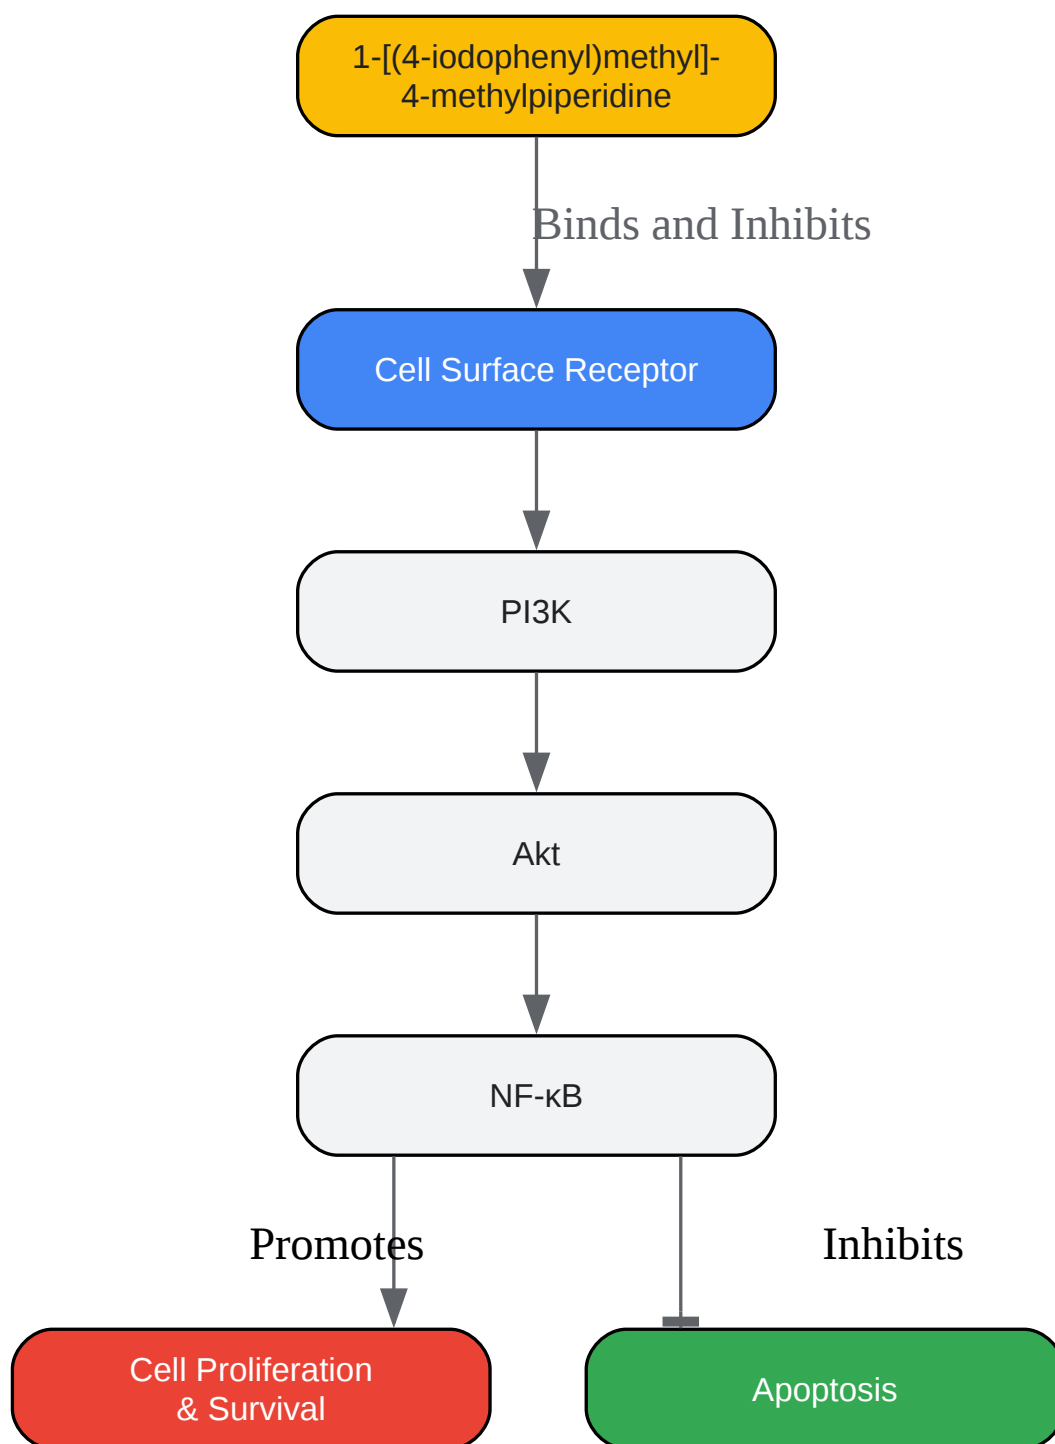 1-[(4-iodophenyl)methyl]-
4-methylpiperidine
Binds and Inhibits
Cell Surface Receptor
PI3K
Akt
NF-κB
Promotes
Inhibits
Cell Proliferation
& Survival
Apoptosis